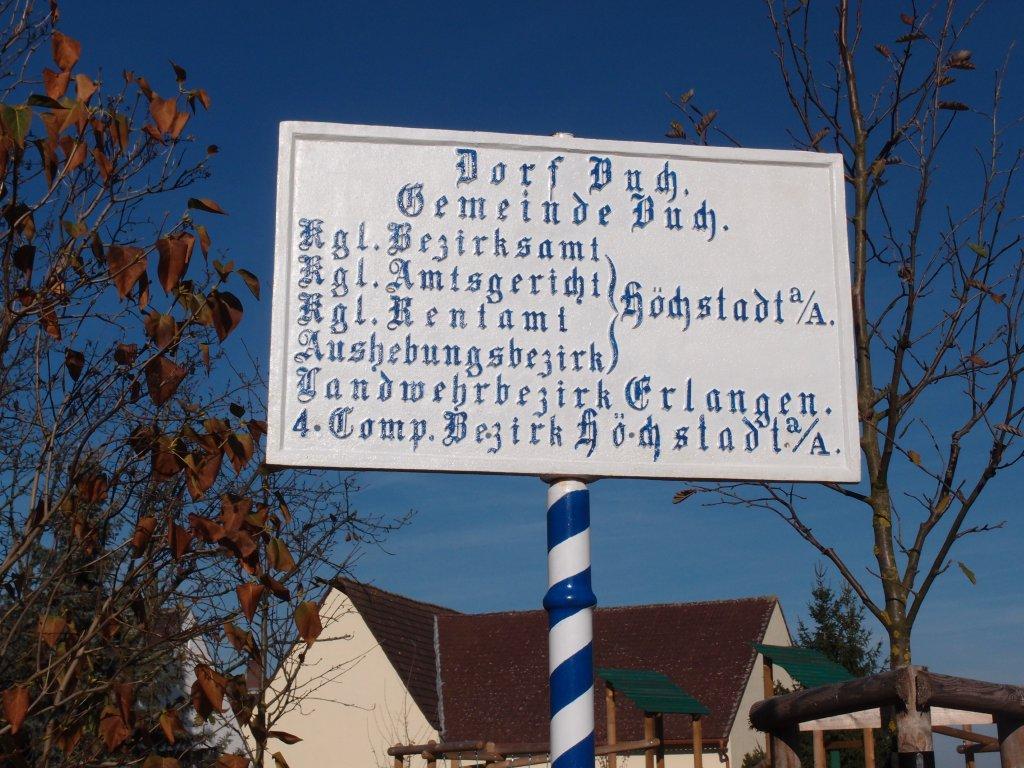 Dorf Buch.
Gemeinde Buch.
Kgl. Bezirksamt
Kgl. Amtsgericht
Kgl. Rentamt
Aushebungsbezirk
Höchstadt a/A.
Landwehrbezirk Erlangen.
4. Comp. Bezirk Höchstadt a/A.